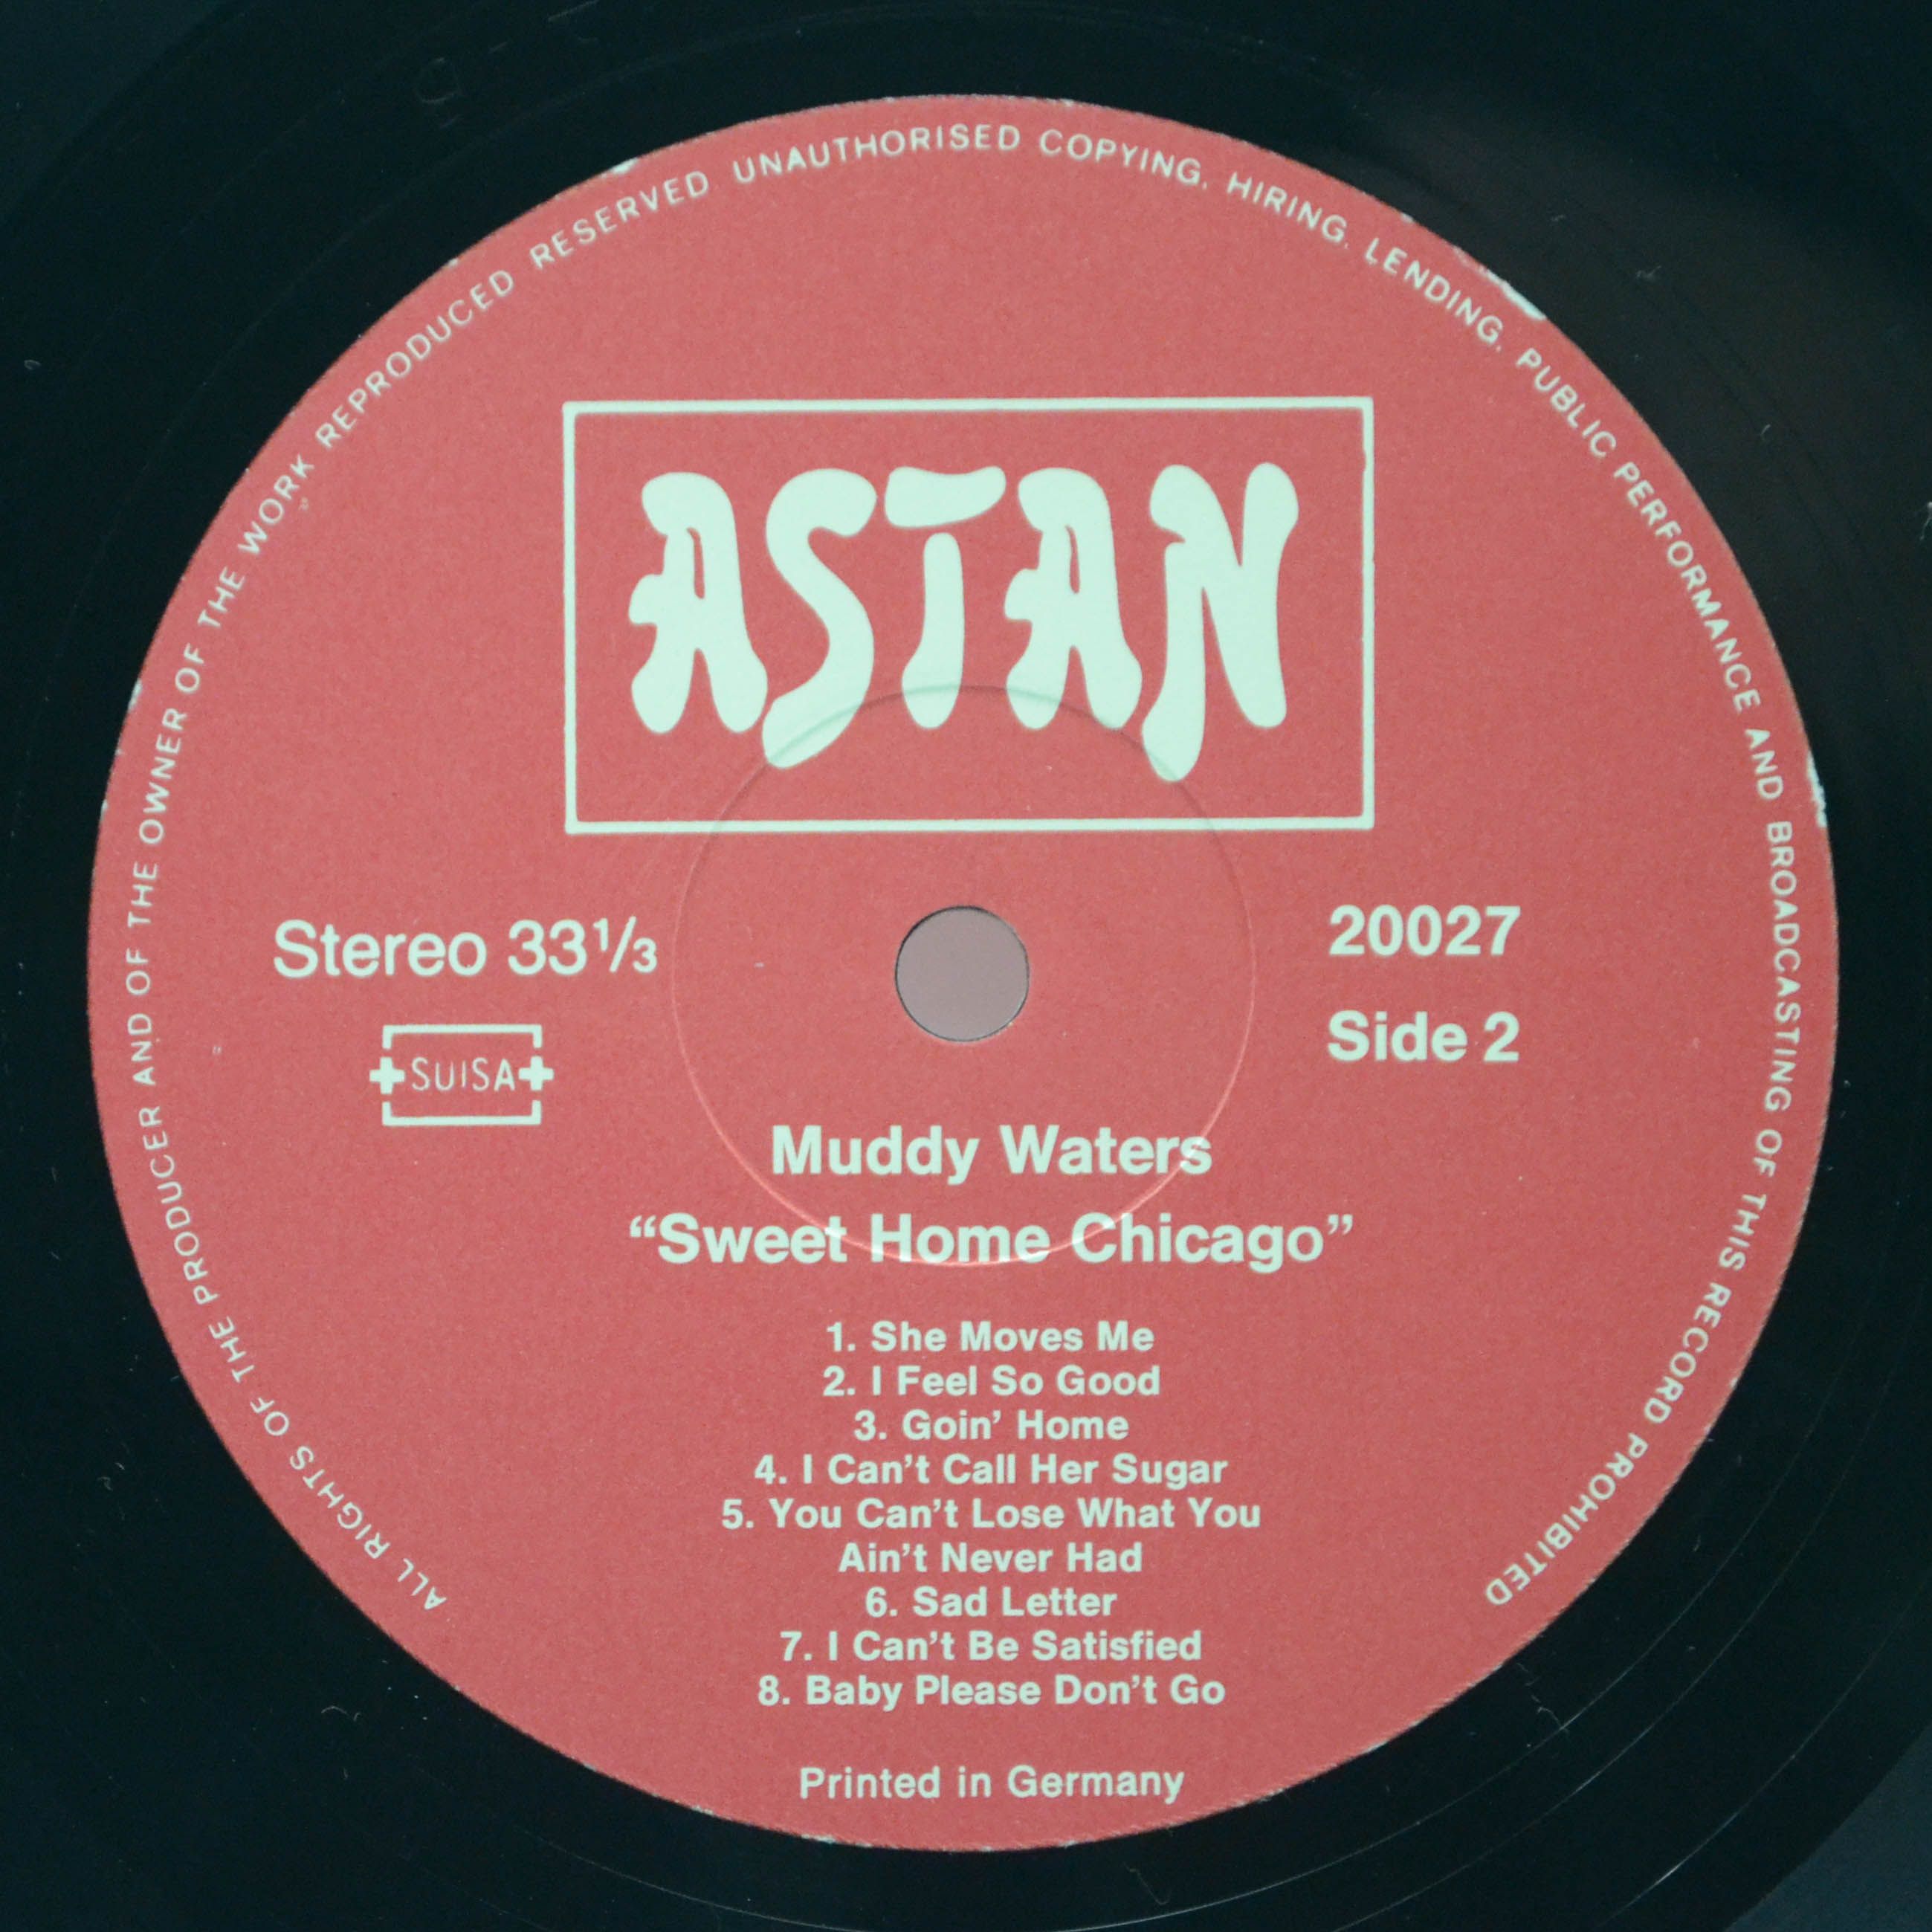 ALL RIGHTS OF THE PRODUCER AND OF THE OWNER OF THE WORK REPRODUCED RESERVED UNAUTHORISED COPYING, HIRING, LENDING, PUBLIC PERFORMANCE AND BROADCASTING OF THIS RECORD PROHIBITED
ASTAN
Stereo 33⅓
20027
SUISA
Side 2
Muddy Waters
“Sweet Home Chicago”
1. She Moves Me
2. I Feel So Good
3. Goin’ Home
4. I Can’t Call Her Sugar
5. You Can’t Lose What You
Ain’t Never Had
6. Sad Letter
7. I Can’t Be Satisfied
8. Baby Please Don’t Go
Printed in Germany